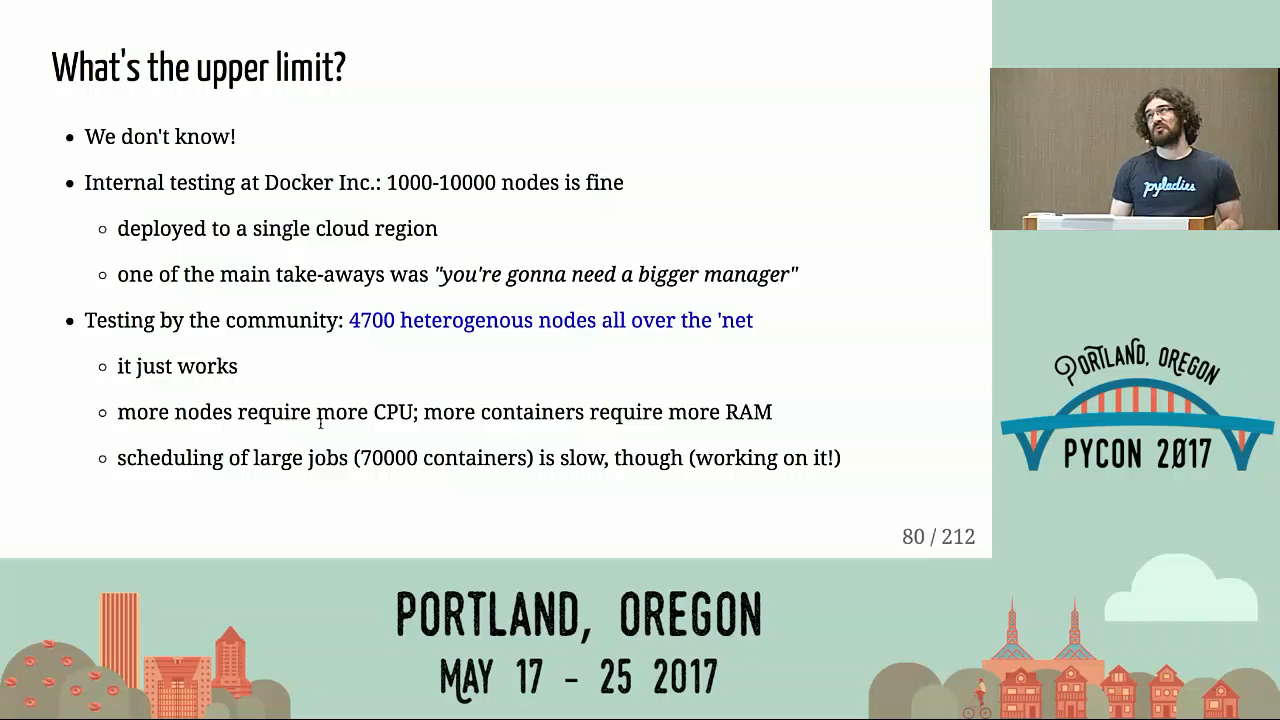 What's the upper limit?
We don't know!
Internal testing at Docker Inc.: 1000-10000 nodes is fine
deployed to a single cloud region
one of the main take-aways was "you're gonna need a bigger manager"
Testing by the community: 4700 heterogenous nodes all over the 'net
it just works
more nodes require more CPU; more containers require more RAM
scheduling of large jobs (70000 containers) is slow, though (working on it!)
80 / 212
pyladies
PORTLAND, OREGON
PYCON 2017
PORTLAND, OREGON
MAY 17 - 25 2017